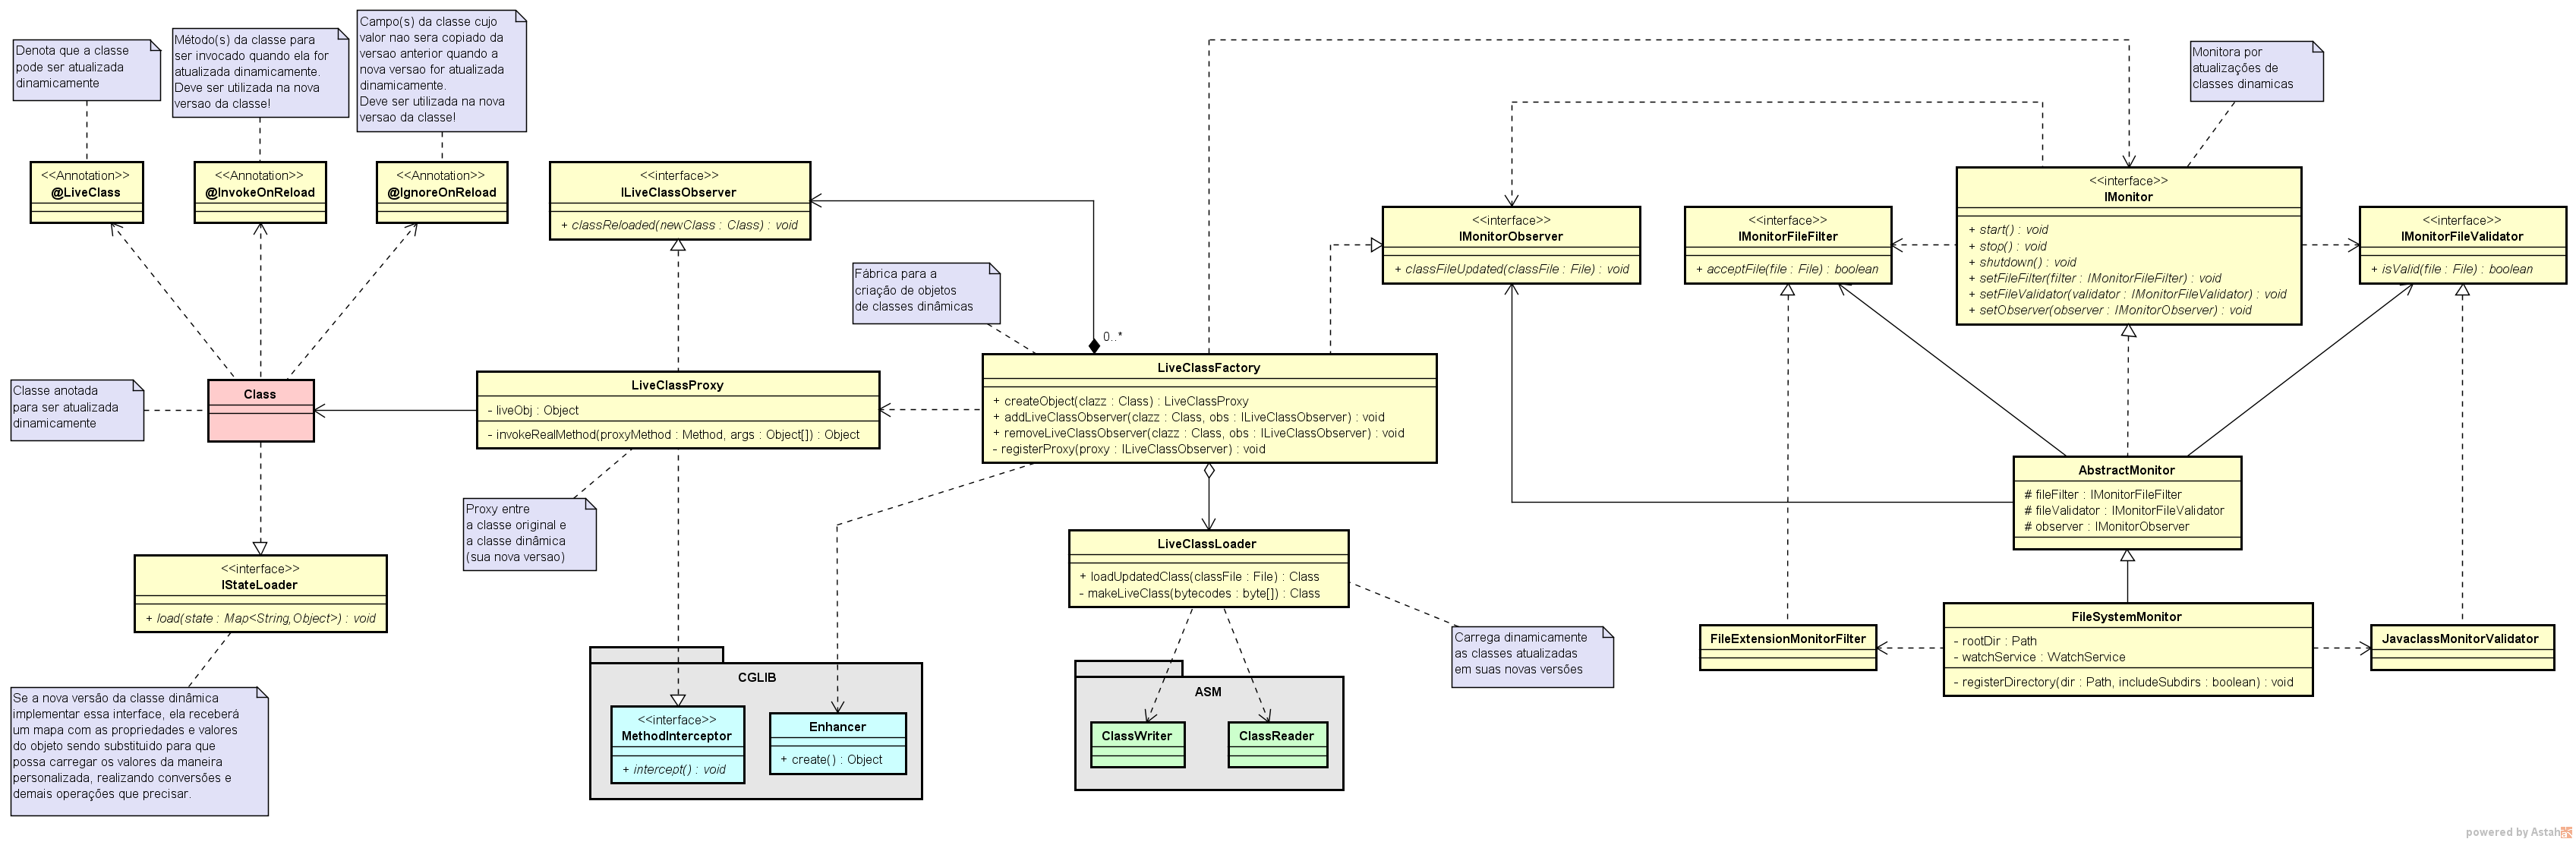 Denota que a classe
pode ser atualizada
dinamicamente
Método(s) da classe para
ser invocado quando ela for
atualizada dinamicamente.
Deve ser utilizada na nova
versao da classe!
Campo(s) da classe cujo
valor nao sera copiado da
versao anterior quando a
nova versao for atualizada
dinamicamente.
Deve ser utilizada na nova
versao da classe!
Monitora por
atualizações de
classes dinamicas
<<Annotation>>
@LiveClass
<<Annotation>>
@InvokeOnReload
<<Annotation>>
@IgnoreOnReload
<<interface>>
ILiveClassObserver
+ classReloaded(newClass : Class) : void
<<interface>>
IMonitorObserver
+ classFileUpdated(classFile : File) : void
<<interface>>
IMonitorFileFilter
+ acceptFile(file : File) : boolean
<<interface>>
IMonitor
+ start() : void
+ stop() : void
+ shutdown() : void
+ setFileFilter(filter : IMonitorFileFilter) : void
+ setFileValidator(validator : IMonitorFileValidator) : void
+ setObserver(observer : IMonitorObserver) : void
<<interface>>
IMonitorFileValidator
+ isValid(file : File) : boolean
Fábrica para a
criação de objetos
de classes dinâmicas
0..*
Classe anotada
para ser atualizada
dinamicamente
Class
LiveClassProxy
- liveObj : Object
- invokeRealMethod(proxyMethod : Method, args : Object[]) : Object
LiveClassFactory
+ createObject(clazz : Class) : LiveClassProxy
+ addLiveClassObserver(clazz : Class, obs : ILiveClassObserver) : void
+ removeLiveClassObserver(clazz : Class, obs : ILiveClassObserver) : void
- registerProxy(proxy : ILiveClassObserver) : void
AbstractMonitor
# fileFilter : IMonitorFileFilter
# fileValidator : IMonitorFileValidator
# observer : IMonitorObserver
Proxy entre
a classe original e
a classe dinâmica
(sua nova versao)
<<interface>>
IStateLoader
+ load(state : Map<String,Object>) : void
LiveClassLoader
+ loadUpdatedClass(classFile : File) : Class
- makeLiveClass(bytecodes : byte[]) : Class
Carrega dinamicamente
as classes atualizadas
em suas novas versões
FileExtensionMonitorFilter
FileSystemMonitor
- rootDir : Path
- watchService : WatchService
- registerDirectory(dir : Path, includeSubdirs : boolean) : void
JavaclassMonitorValidator
Se a nova versão da classe dinâmica
implementar essa interface, ela receberá
um mapa com as propriedades e valores
do objeto sendo substituido para que
possa carregar os valores da maneira
personalizada, realizando conversões e
demais operações que precisar.
CGLIB
<<interface>>
MethodInterceptor
+ intercept() : void
Enhancer
+ create() : Object
ASM
ClassWriter
ClassReader
powered by Astah